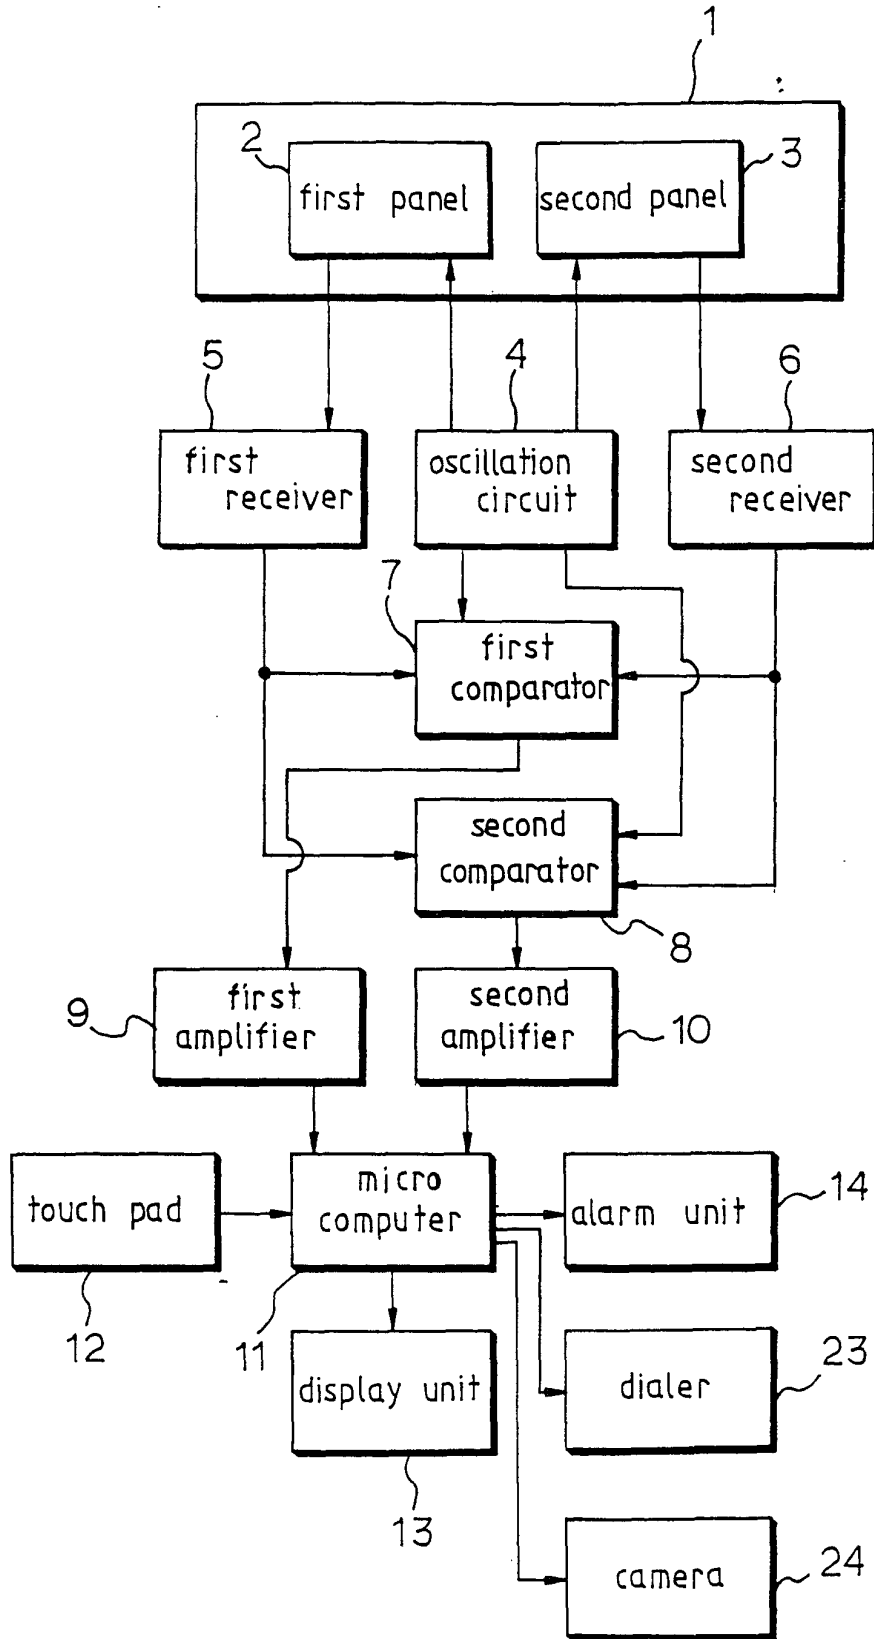 1
2
first panel
3
second panel
5
first
receiver
4
oscillation
circuit
6
second
receiver
7
first
comparator
second
comparator
8
9
first
amplifier
second
amplifier
10
touch pad
12
micro
computer
11
alarm unit
14
display unit
13
dialer
23
camera
24